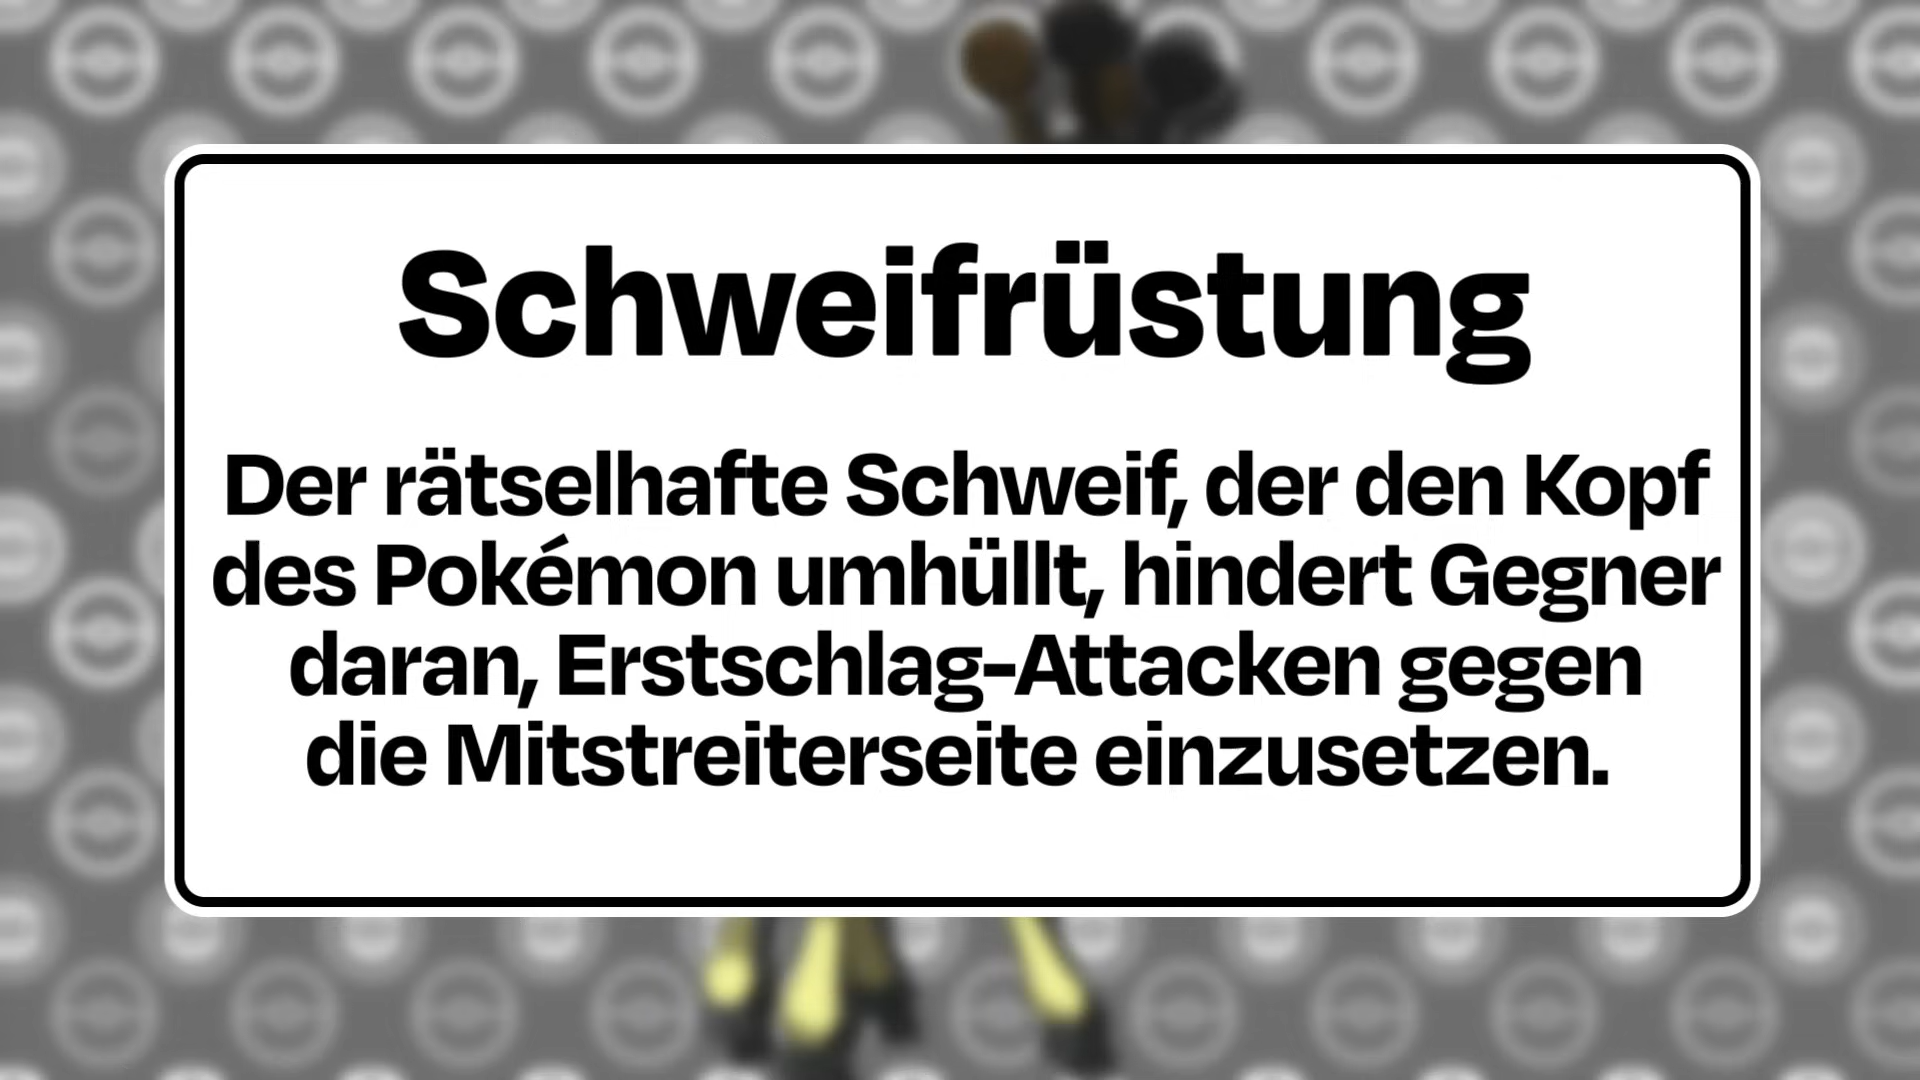 Schweifrüstung
Der rätselhafte Schweif, der den Kopf
des Pokémon umhüllt, hindert Gegner
daran, Erstschlag-Attacken gegen
die Mitstreiterseite einzusetzen.